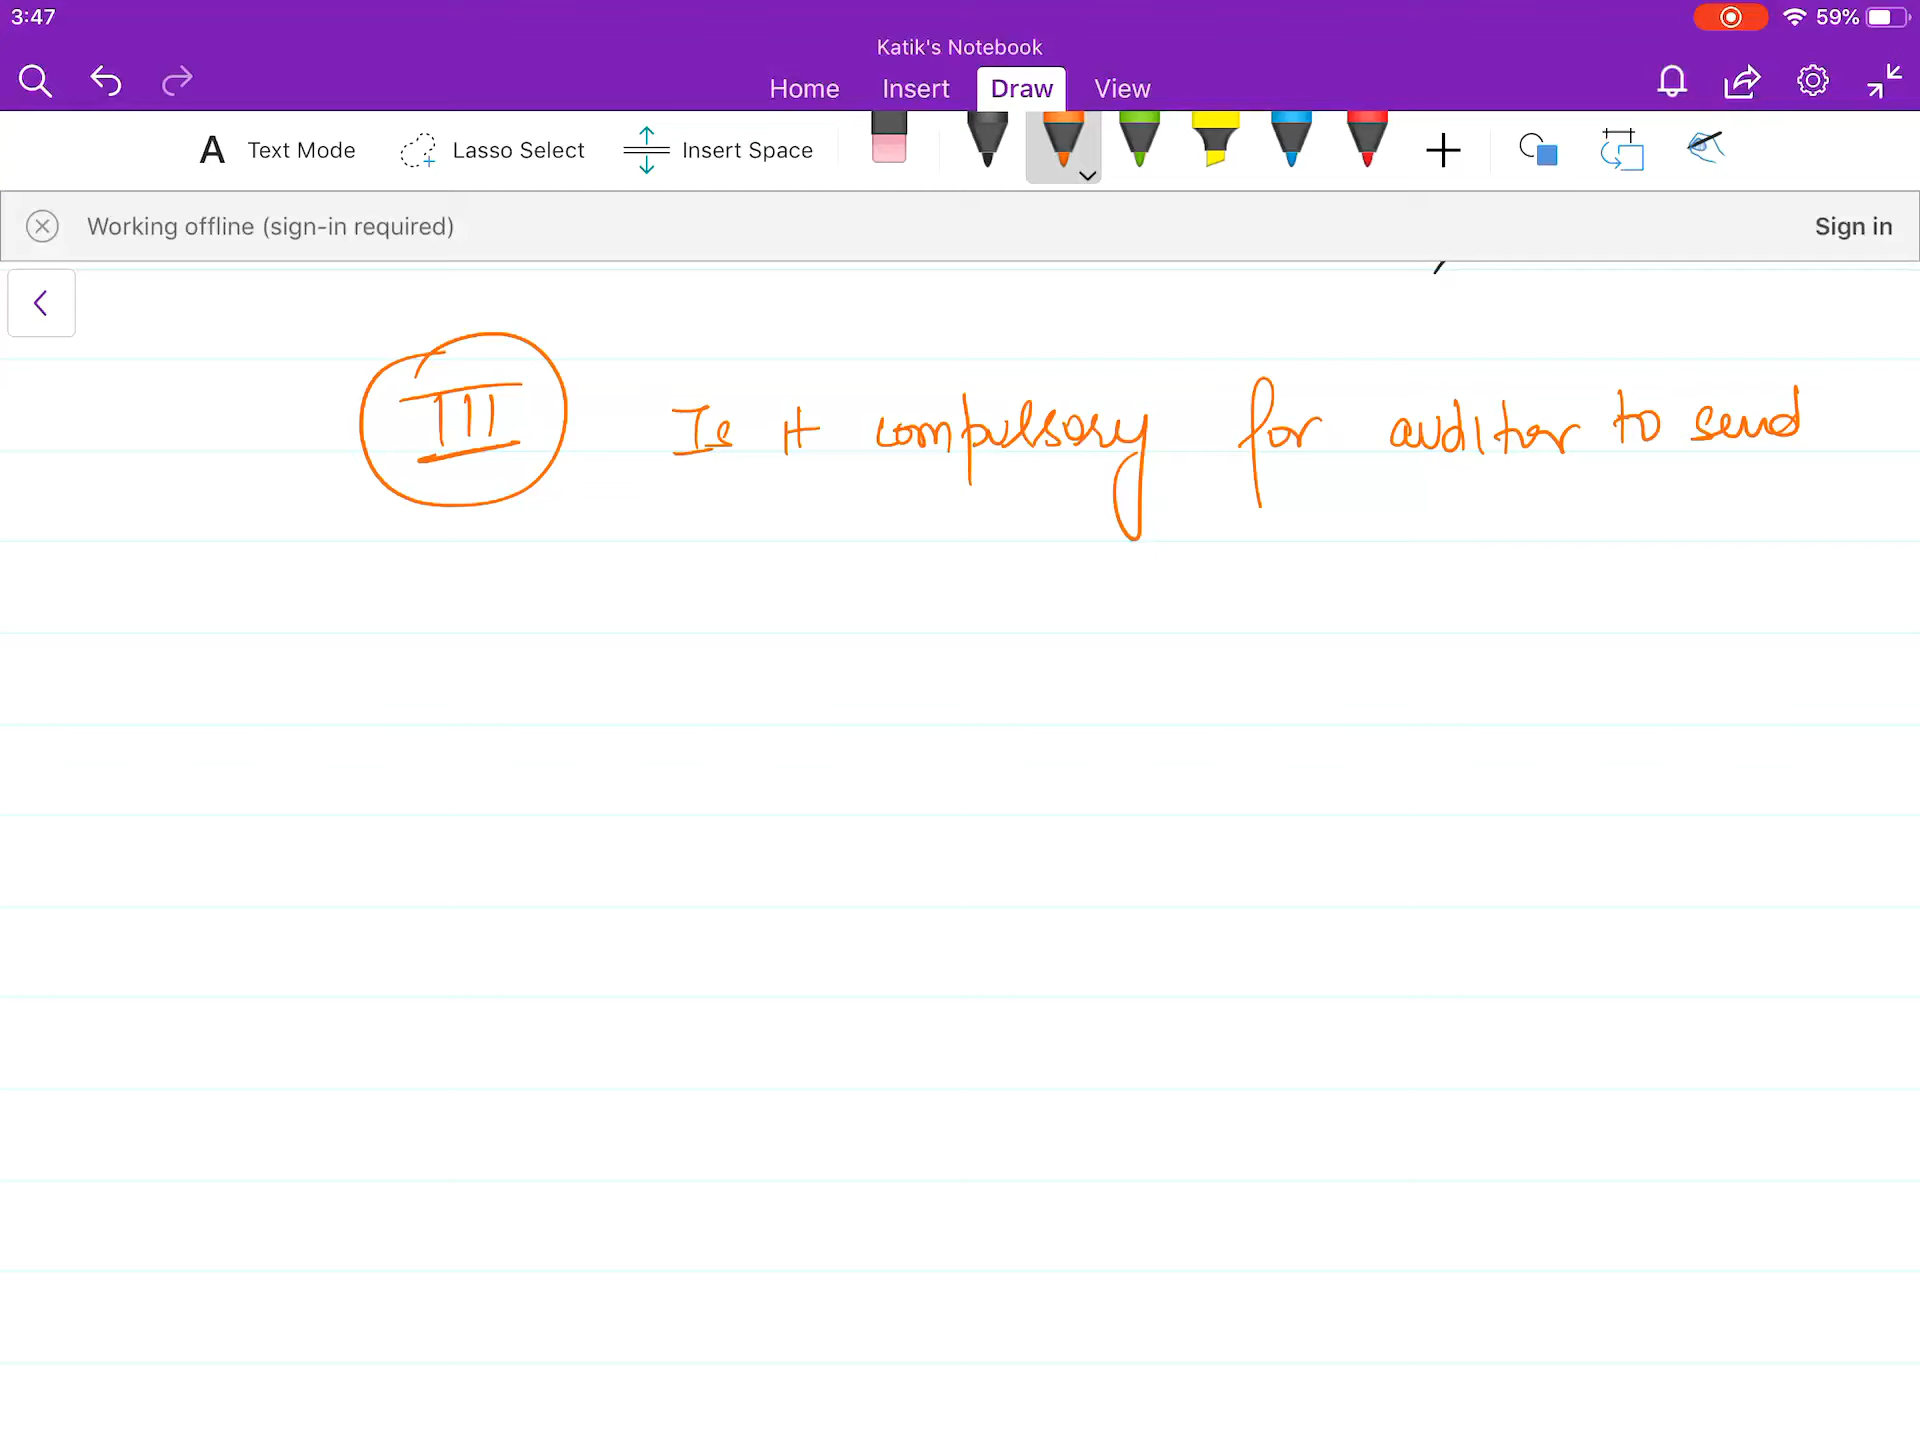 3:47
59%
Katik's Notebook
Home Insert Draw View
A Text Mode Lasso Select Insert Space
Working offline (sign-in required) Sign in
III Is it compulsory for auditor to send